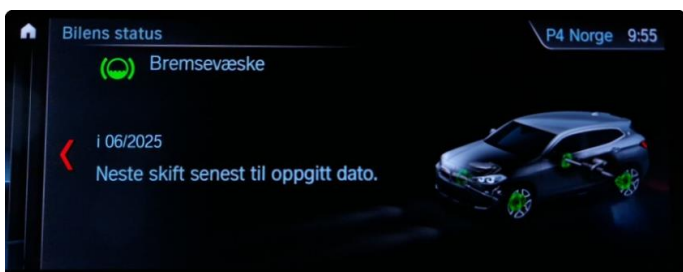 Bilens status
P4 Norge 9:55
Bremsevæske
i 06/2025
Neste skift senest til oppgitt dato.